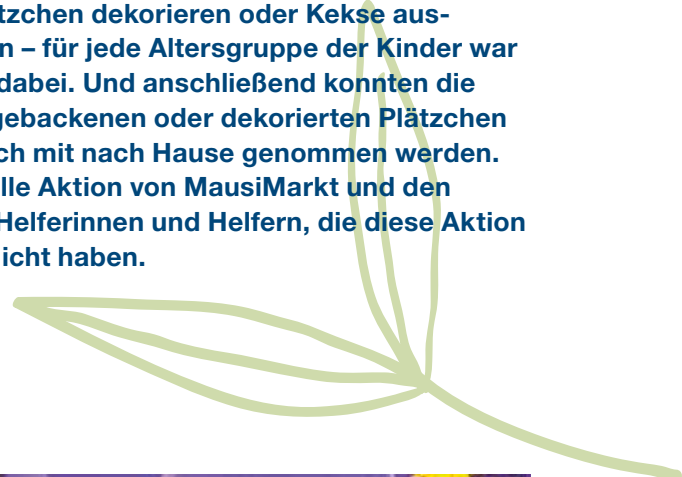 tzchen dekorieren oder Kekse aus-
n – für jede Altersgruppe der Kinder war
dabei. Und anschließend konnten die
gebackenen oder dekorierten Plätzchen
ch mit nach Hause genommen werden.
lle Aktion von MausiMarkt und den
Helferinnen und Helfern, die diese Aktion
icht haben.